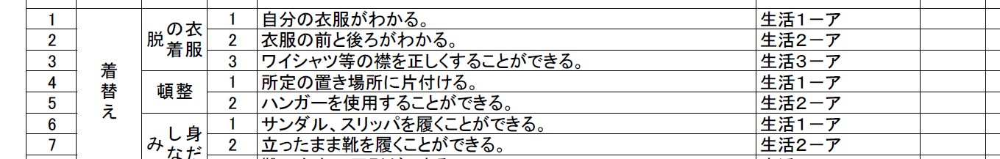 1 着替え 衣服の着脱 1 自分の衣服がわかる。 生活1－ア
2 2 衣服の前と後ろがわかる。 生活2－ア
3 3 ワイシャツ等の襟を正しくすることができる。 生活3－ア
4 整頓 1 所定の置き場所に片付ける。 生活1－ア
5 2 ハンガーを使用することができる。 生活2－ア
6 身だしなみ 1 サンダル、スリッパを履くことができる。 生活1－ア
7 2 立ったまま靴を履くことができる。 生活2－ア